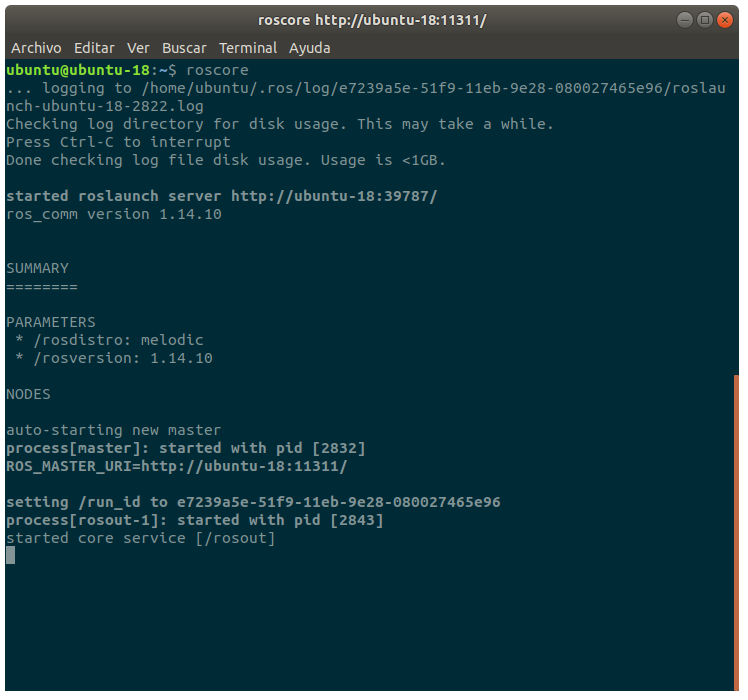 roscore http://ubuntu-18:11311/
Archivo Editar Ver Buscar Terminal Ayuda
ubuntu@ubuntu-18:~$ roscore
... logging to /home/ubuntu/.ros/log/e7239a5e-51f9-11eb-9e28-080027465e96/roslau
nch-ubuntu-18-2822.log
Checking log directory for disk usage. This may take a while.
Press Ctrl-C to interrupt
Done checking log file disk usage. Usage is <1GB.
started roslaunch server http://ubuntu-18:39787/
ros_comm version 1.14.10
SUMMARY
========
PARAMETERS
 * /rosdistro: melodic
 * /rosversion: 1.14.10
NODES
auto-starting new master
process[master]: started with pid [2832]
ROS_MASTER_URI=http://ubuntu-18:11311/
setting /run_id to e7239a5e-51f9-11eb-9e28-080027465e96
process[rosout-1]: started with pid [2843]
started core service [/rosout]